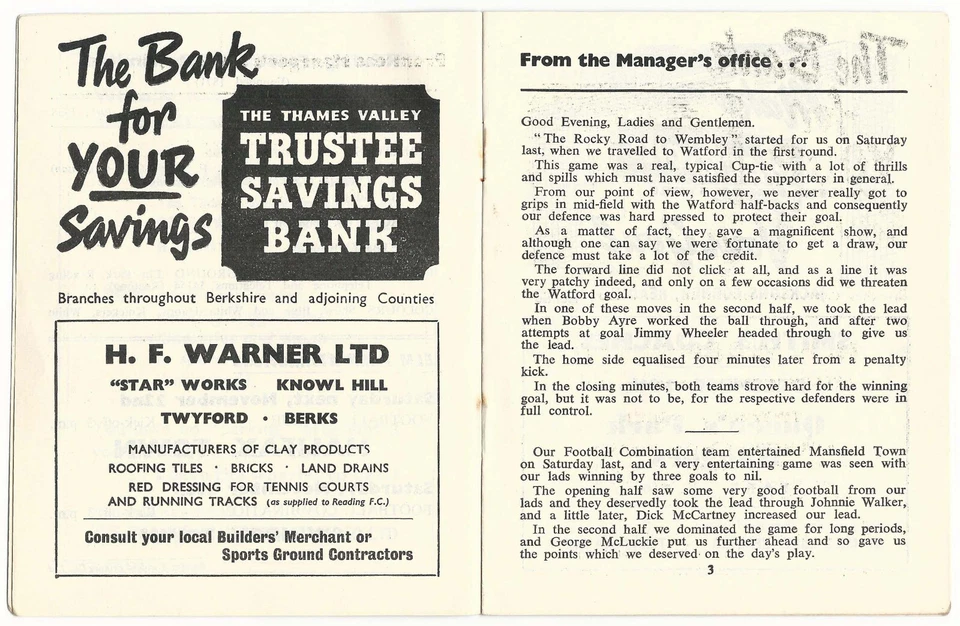 The Bank
for
YOUR
Savings
THE THAMES VALLEY
TRUSTEE
SAVINGS
BANK
Branches throughout Berkshire and adjoining Counties
H. F. WARNER LTD
"STAR" WORKS KNOWL HILL
TWYFORD · BERKS
MANUFACTURERS OF CLAY PRODUCTS
ROOFING TILES · BRICKS · LAND DRAINS
RED DRESSING FOR TENNIS COURTS
AND RUNNING TRACKS (as supplied to Reading F.C.)
Consult your local Builders' Merchant or
Sports Ground Contractors
From the Manager's office . . .
Good Evening, Ladies and Gentlemen.
"The Rocky Road to Wembley" started for us on Saturday
last, when we travelled to Watford in the first round.
This game was a real, typical Cup-tie with a lot of thrills
and spills which must have satisfied the supporters in general.
From our point of view, however, we never really got to
grips in mid-field with the Watford half-backs and consequently
our defence was hard pressed to protect their goal.
As a matter of fact, they gave a magnificent show, and
although one can say we were fortunate to get a draw, our
defence must take a lot of the credit.
The forward line did not click at all, and as a line it was
very patchy indeed, and only on a few occasions did we threaten
the Watford goal.
In one of these moves in the second half, we took the lead
when Bobby Ayre worked the ball through, and after two
attempts at goal Jimmy Wheeler headed through to give us
the lead.
The home side equalised four minutes later from a penalty
kick.
In the closing minutes, both teams strove hard for the winning
goal, but it was not to be, for the respective defenders were in
full control.
Our Football Combination team entertained Mansfield Town
on Saturday last, and a very entertaining game was seen with
our lads winning by three goals to nil.
The opening half saw some very good football from our
lads and they deservedly took the lead through Johnnie Walker,
and a little later, Dick McCartney increased our lead.
In the second half we dominated the game for long periods,
and George McLuckie put us further ahead and so gave us
the points which we deserved on the day's play.
3